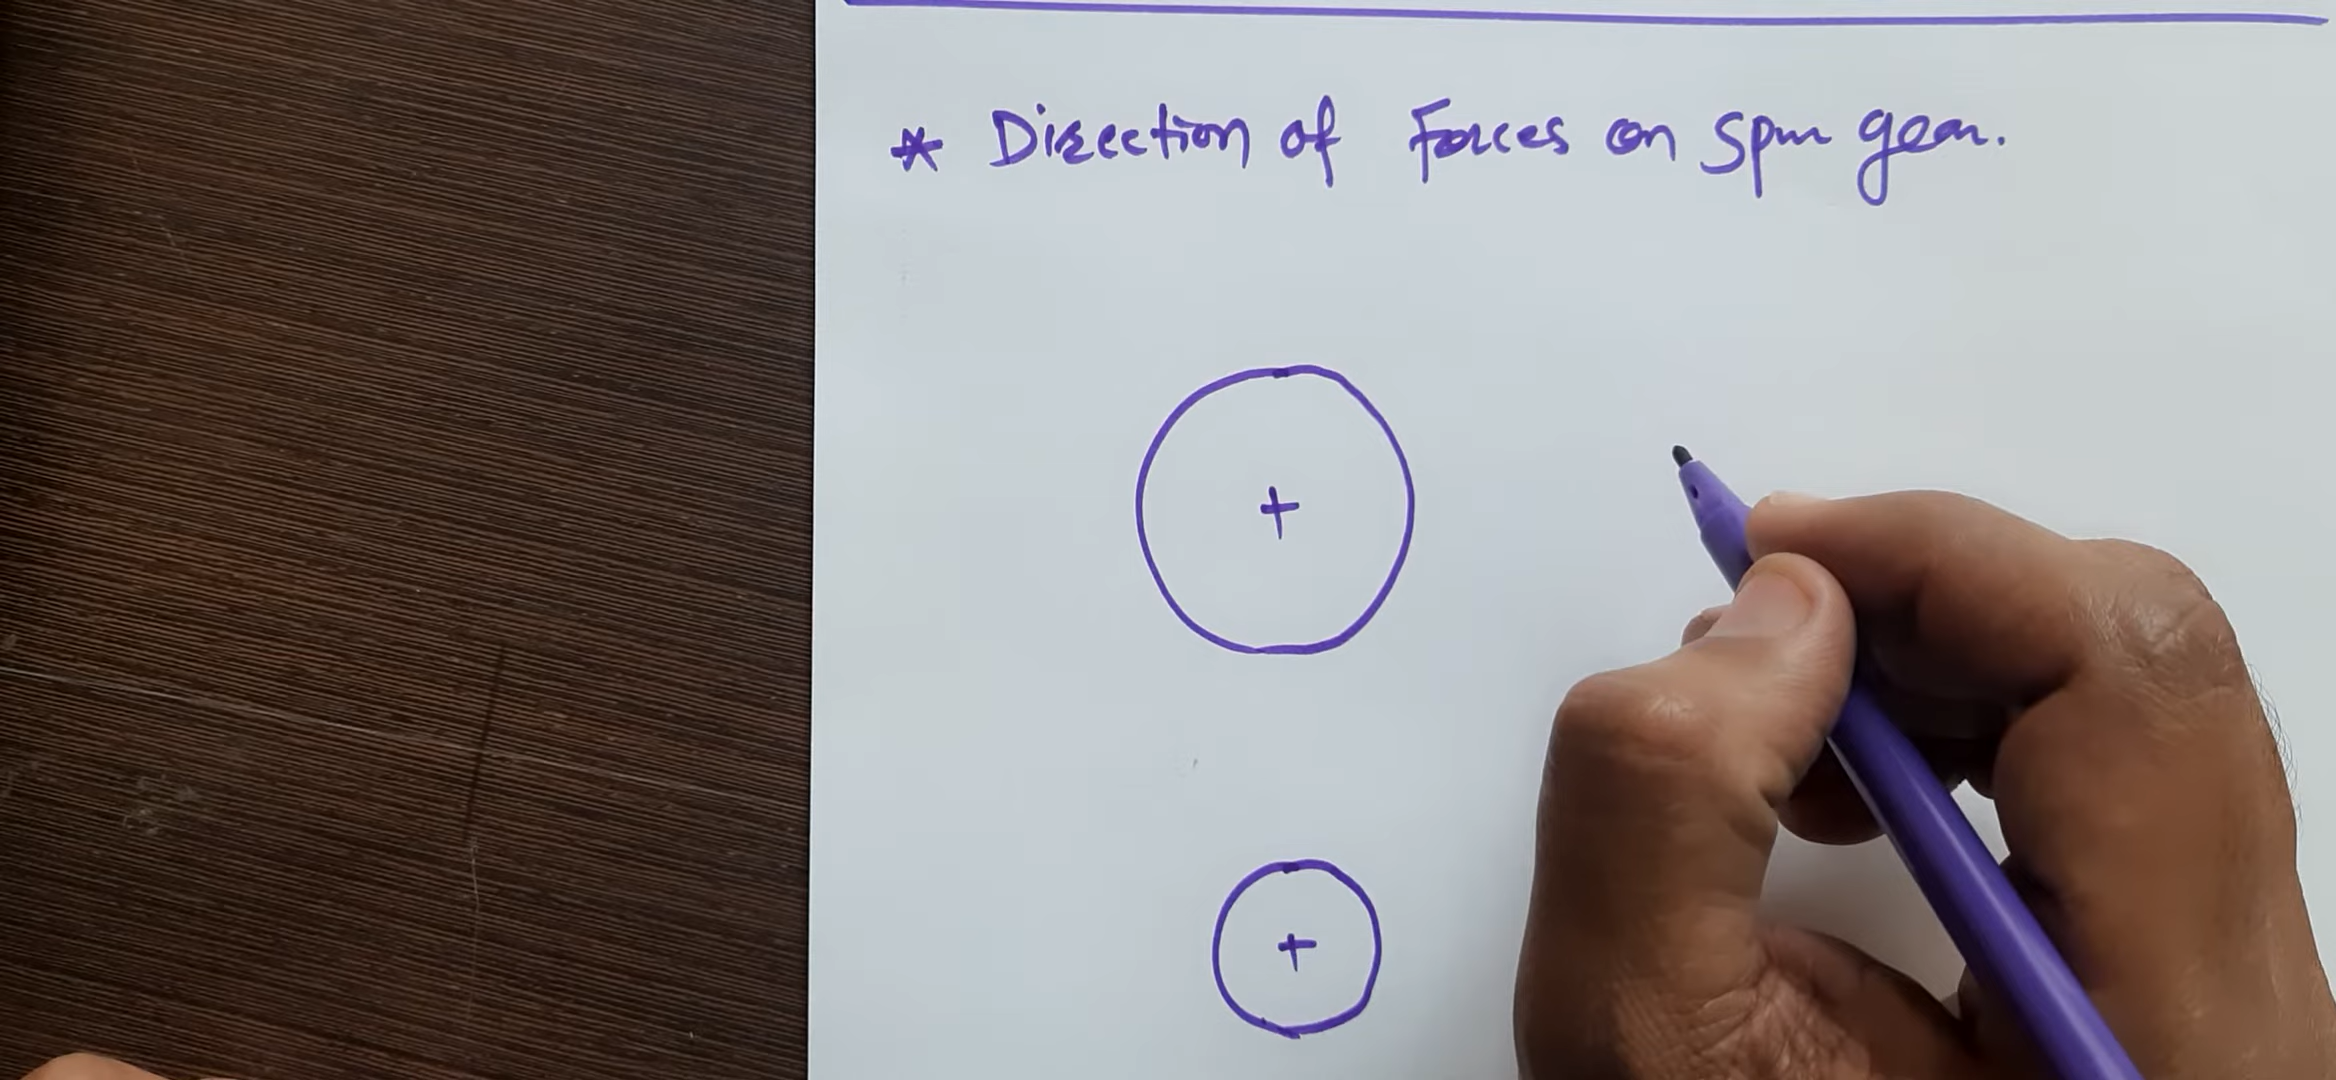 * Direction of Forces on Spur gear.
+
+